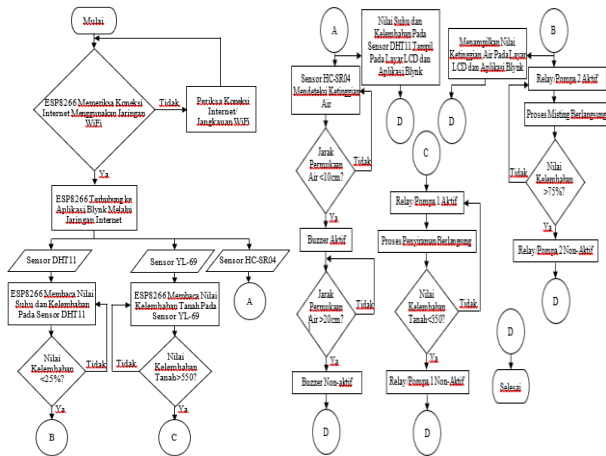 Mulai
ESP8266 Memeriksa Koneksi
Internet Menggunakan Jaringan
WiFi
Tidak
Periksa Koneksi
Internet/
Jangkauan WiFi
Ya
ESP8266 Terhubung ke
Aplikasi Blynk Melalui
Jaringan Internet
Sensor DHT11
Sensor YL-69
Sensor HC-SR04
A
ESP8266 Membaca Nilai
Suhu dan Kelembaban
Pada Sensor DHT11
ESP8266 Membaca Nilai
Kelembaban Tanah Pada
Sensor YL-69
Nilai
Kelembaban
<25%?
Tidak
Ya
B
Nilai
Kelembaban
Tanah>550?
Tidak
Ya
C
A
Nilai Suhu dan
Kelembaban Pada
Sensor DHT11 Tampil
Pada Layar LCD dan
Aplikasi Blynk
D
Sensor HC-SR04
Mendeteksi Ketinggian
Air
Jarak
Permukaan
Air <10cm?
Tidak
Ya
Buzzer Aktif
Jarak
Permukaan
Air >20cm?
Tidak
Ya
Buzzer Non-aktif
D
C
Relay/Pompa 1 Aktif
Proses Penyiraman Berlangsung
Nilai
Kelembaban
Tanah<350?
Tidak
Ya
Relay/Pompa 1 Non-Aktif
D
Menampilkan Nilai
Ketinggian Air Pada Layar
LCD dan Aplikasi Blynk
D
B
Relay/Pompa 2 Aktif
Proses Misting Berlangsung
Nilai
Kelembaban
>75%?
Tidak
Ya
Relay/Pompa 2 Non-Aktif
D
D
Selesai